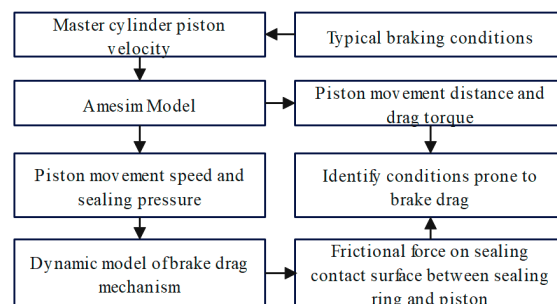 Master cylinder piston
velocity
Typical braking conditions
Amesim Model
Piston movement distance and
drag torque
Piston movement speed and
sealing pressure
Identify conditions prone to
brake drag
Dynamic model of brake drag
mechanism
Frictional force on sealing
contact surface between sealing
ring and piston